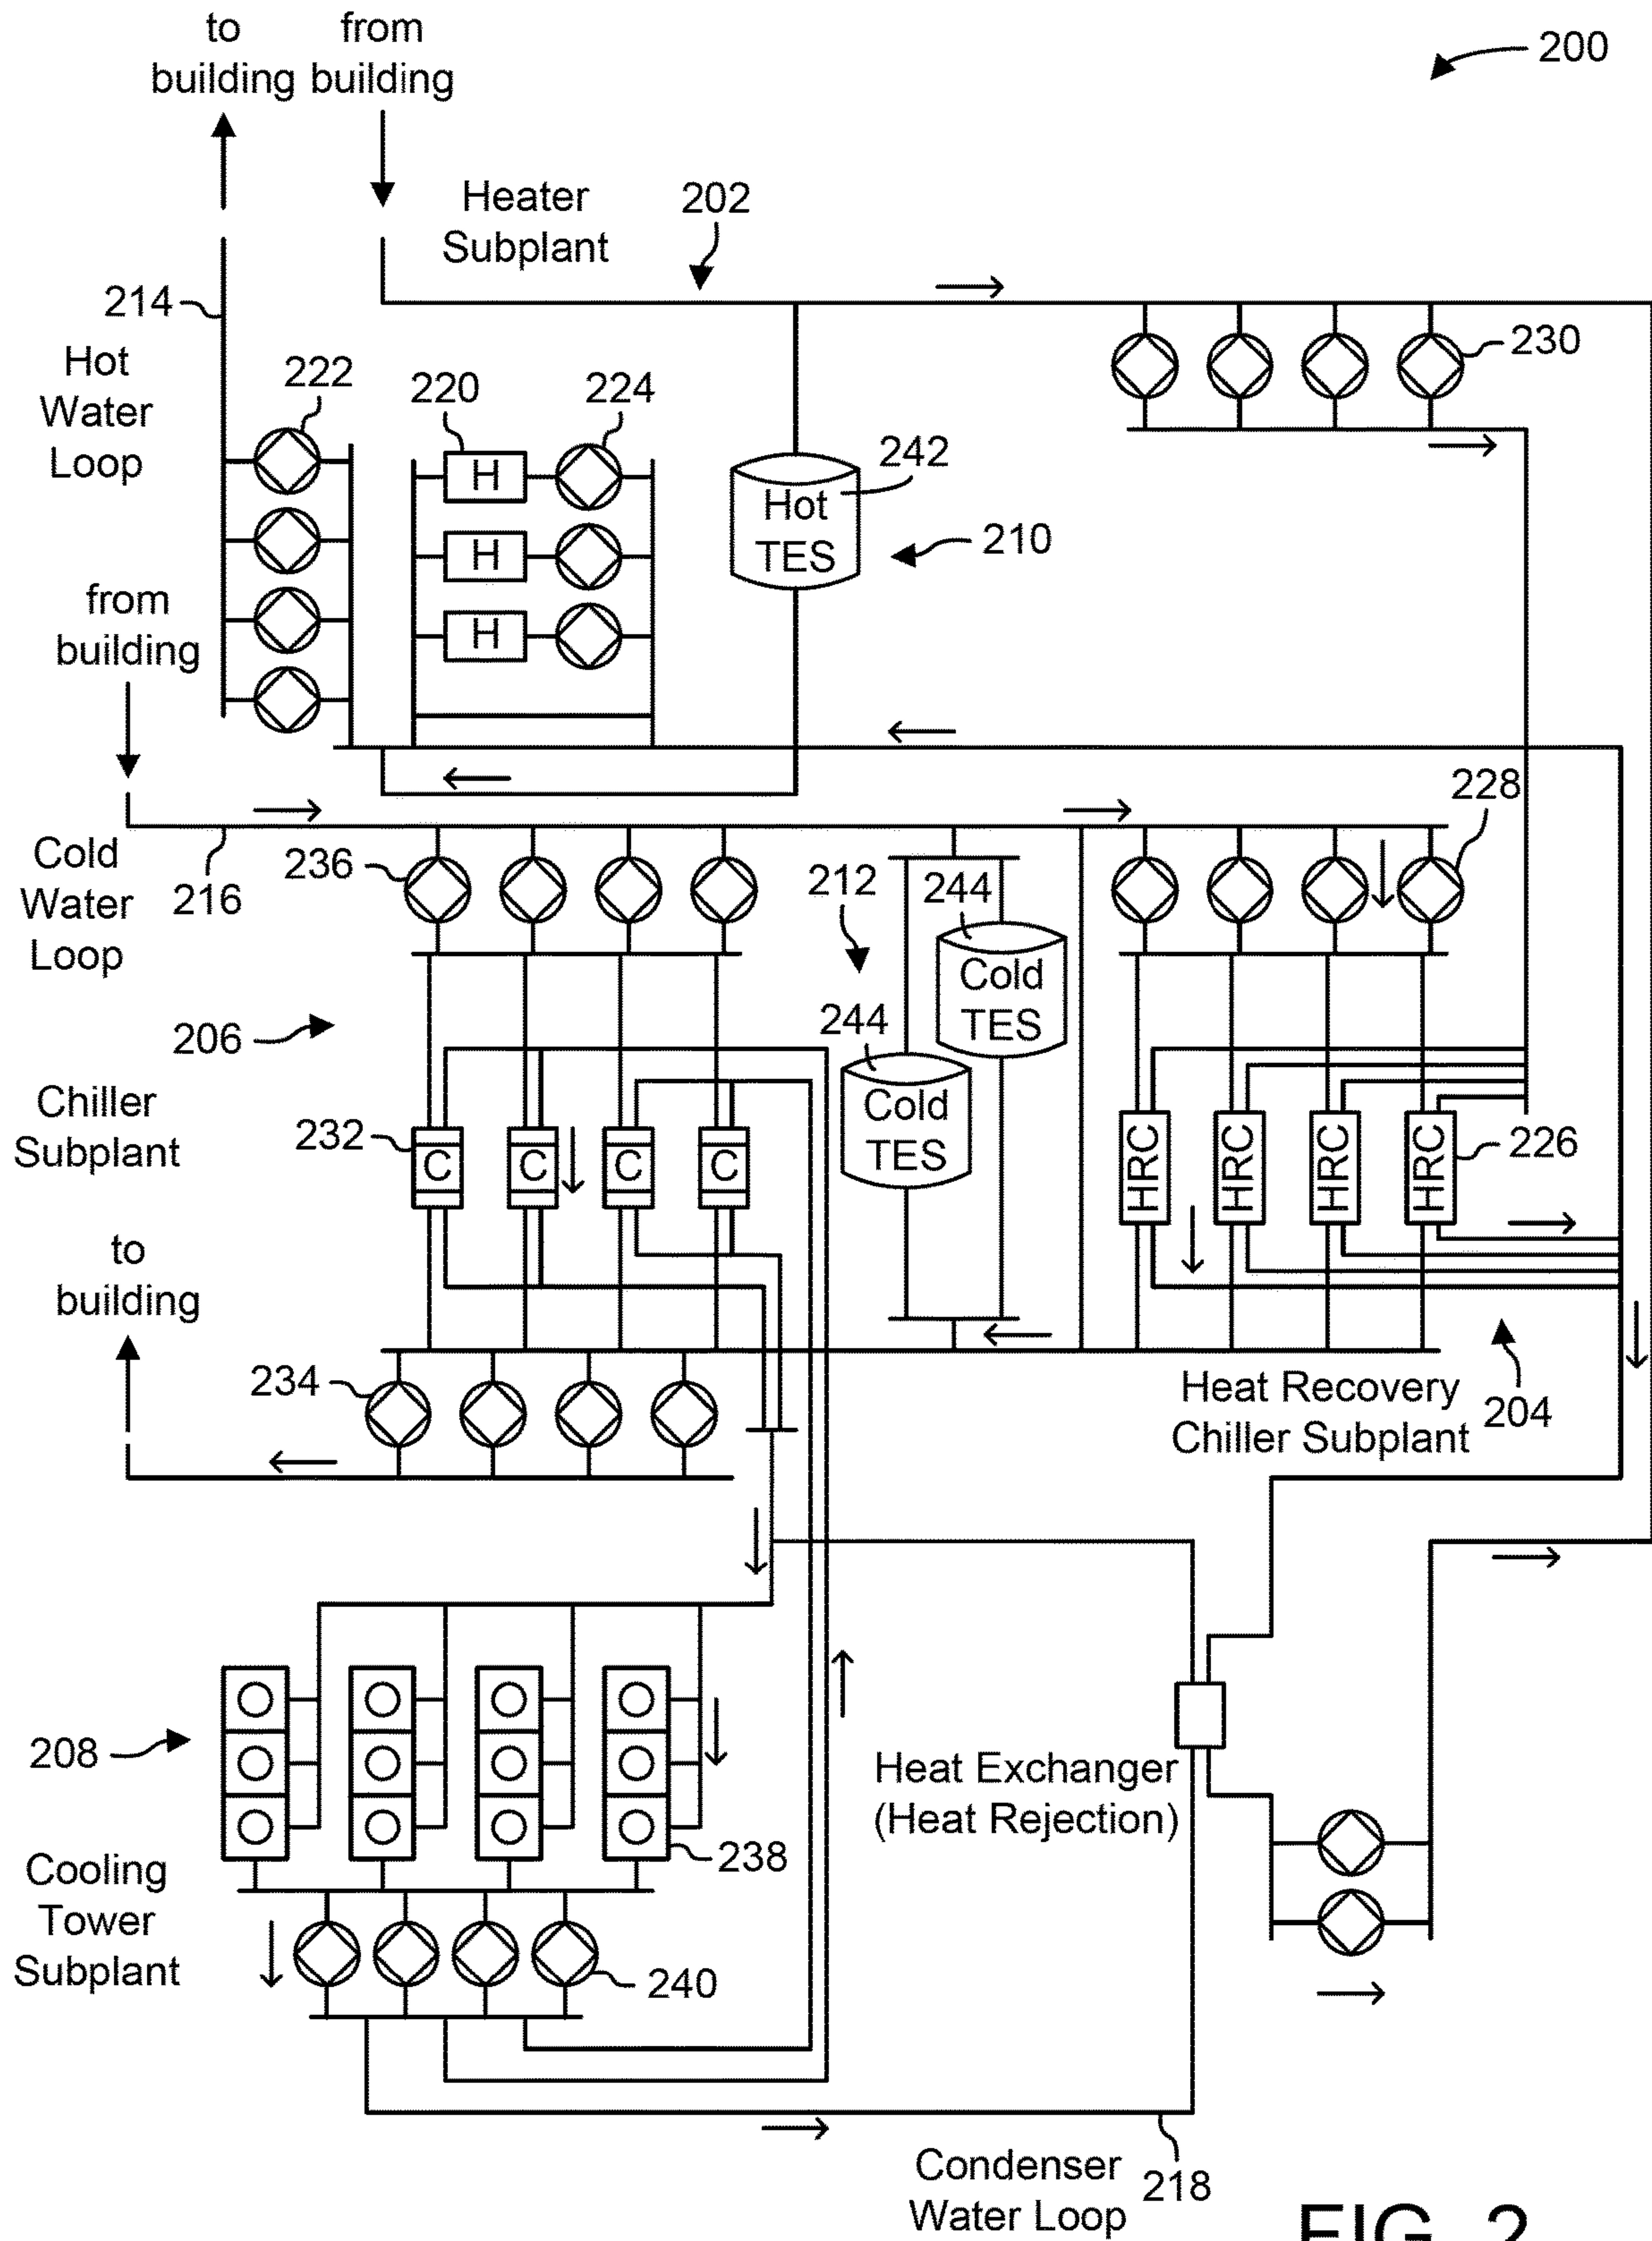 to
building
from
building
200
Heater
Subplant
202
214
Hot
Water
Loop
222
220
224
230
H
H
H
Hot
TES
242
210
from
building
228
Cold
Water
Loop
216
236
212
244
Cold
TES
244
Cold
TES
206
Chiller
Subplant
232
C
C
C
C
HRC
HRC
HRC
HRC
226
to
building
234
Heat Recovery
Chiller Subplant
204
208
Heat Exchanger
(Heat Rejection)
238
Cooling
Tower
Subplant
240
Condenser
Water Loop
218
FIG. 2